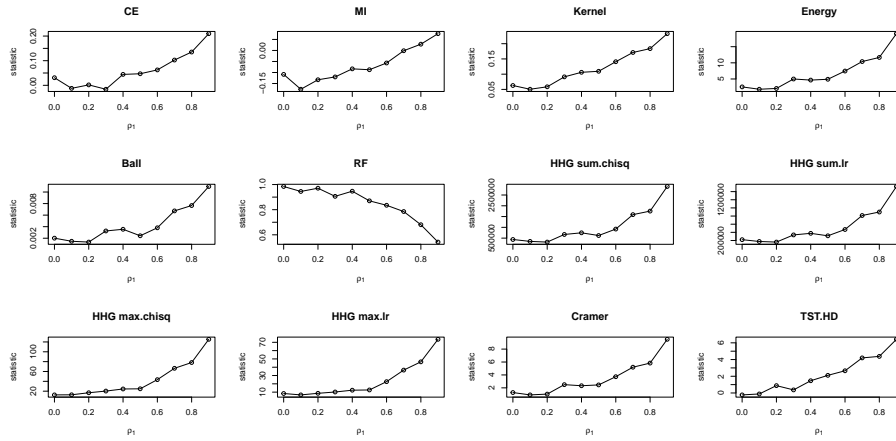 CE
statistic
0.00 0.10 0.20
0.0 0.2 0.4 0.6 0.8
ρ1
MI
statistic
−0.15 0.00
0.0 0.2 0.4 0.6 0.8
ρ1
Kernel
statistic
0.05 0.15
0.0 0.2 0.4 0.6 0.8
ρ1
Energy
statistic
5 10
0.0 0.2 0.4 0.6 0.8
ρ1
Ball
statistic
0.002 0.008
0.0 0.2 0.4 0.6 0.8
ρ1
RF
statistic
0.6 0.8 1.0
0.0 0.2 0.4 0.6 0.8
ρ1
HHG sum.chisq
statistic
500000 2500000
0.0 0.2 0.4 0.6 0.8
ρ1
HHG sum.lr
statistic
200000 1200000
0.0 0.2 0.4 0.6 0.8
ρ1
HHG max.chisq
statistic
20 60 100
0.0 0.2 0.4 0.6 0.8
ρ1
HHG max.lr
statistic
10 30 50 70
0.0 0.2 0.4 0.6 0.8
ρ1
Cramer
statistic
2 4 6 8
0.0 0.2 0.4 0.6 0.8
ρ1
TST.HD
statistic
0 2 4 6
0.0 0.2 0.4 0.6 0.8
ρ1